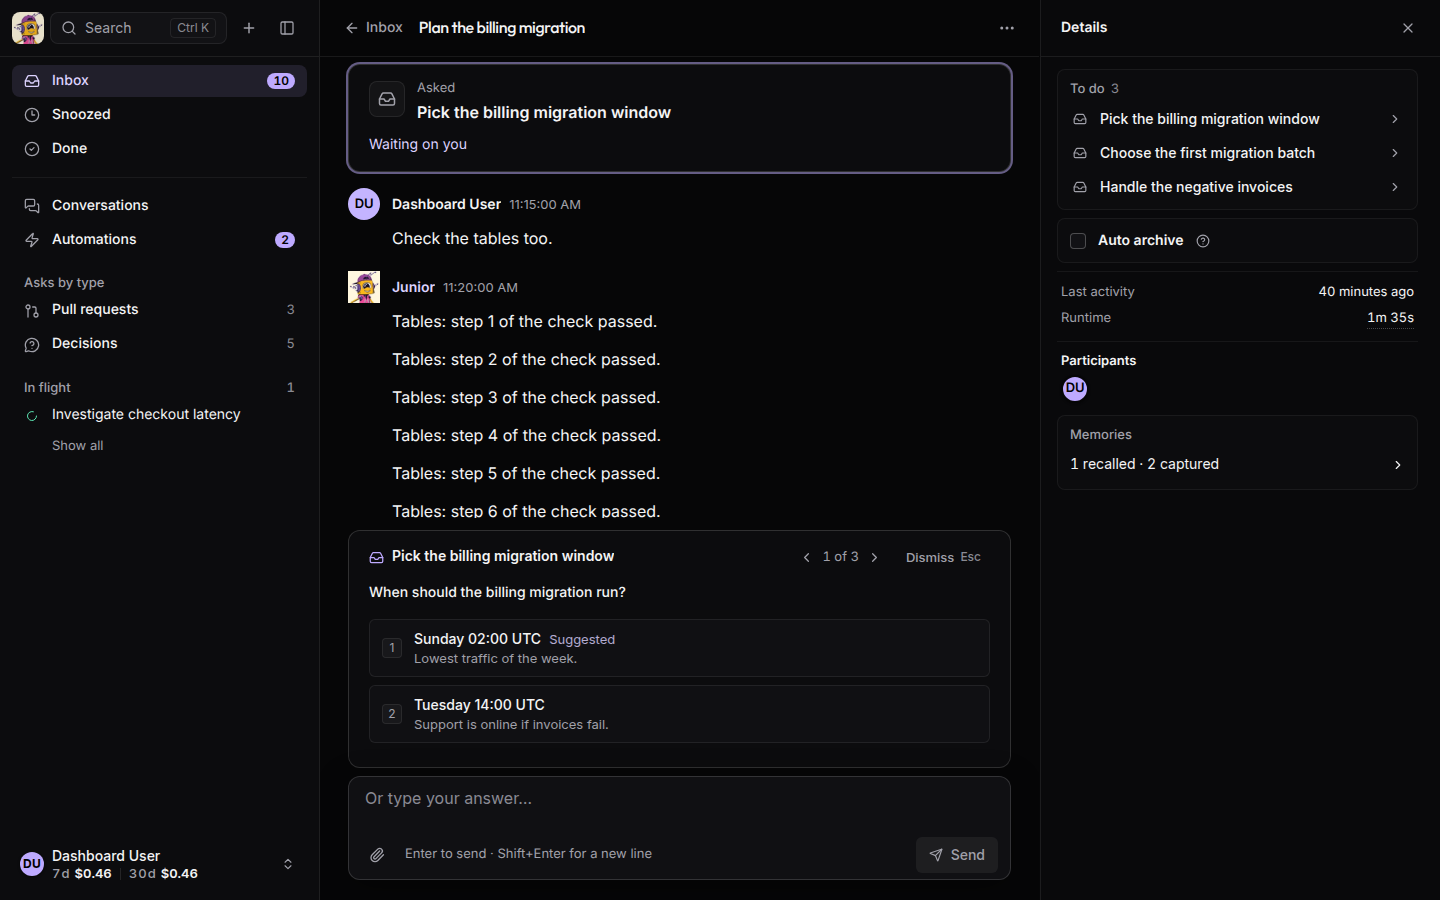 Search
Ctrl K
Inbox
10
Snoozed
Done
Conversations
Automations
2
Asks by type
Pull requests
3
Decisions
5
In flight
1
Investigate checkout latency
Show all
DU
Dashboard User
7d $0.46
30d $0.46
Inbox
Plan the billing migration
Asked
Pick the billing migration window
Waiting on you
DU
Dashboard User 11:15:00 AM
Check the tables too.
Junior 11:20:00 AM
Tables: step 1 of the check passed.
Tables: step 2 of the check passed.
Tables: step 3 of the check passed.
Tables: step 4 of the check passed.
Tables: step 5 of the check passed.
Tables: step 6 of the check passed.
Pick the billing migration window
1 of 3
Dismiss Esc
When should the billing migration run?
1
Sunday 02:00 UTC Suggested
Lowest traffic of the week.
2
Tuesday 14:00 UTC
Support is online if invoices fail.
Or type your answer...
Enter to send · Shift+Enter for a new line
Send
Details
To do 3
Pick the billing migration window
Choose the first migration batch
Handle the negative invoices
Auto archive
Last activity
40 minutes ago
Runtime
1m 35s
Participants
DU
Memories
1 recalled · 2 captured